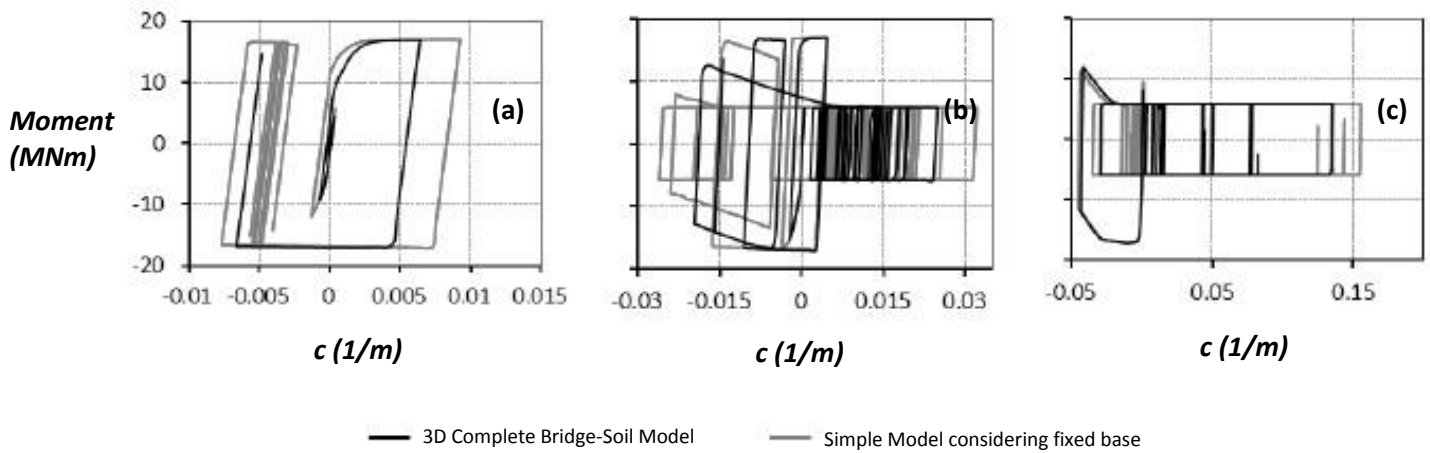 20
10
0
-10
-20
Moment
(MNm)
(a)
(b)
(c)
-0.01 -0.005 0 0.005 0.01 0.015
-0.03 -0.015 0 0.015 0.03
-0.05 0.05 0.15
c (1/m)
c (1/m)
c (1/m)
3D Complete Bridge-Soil Model
Simple Model considering fixed base